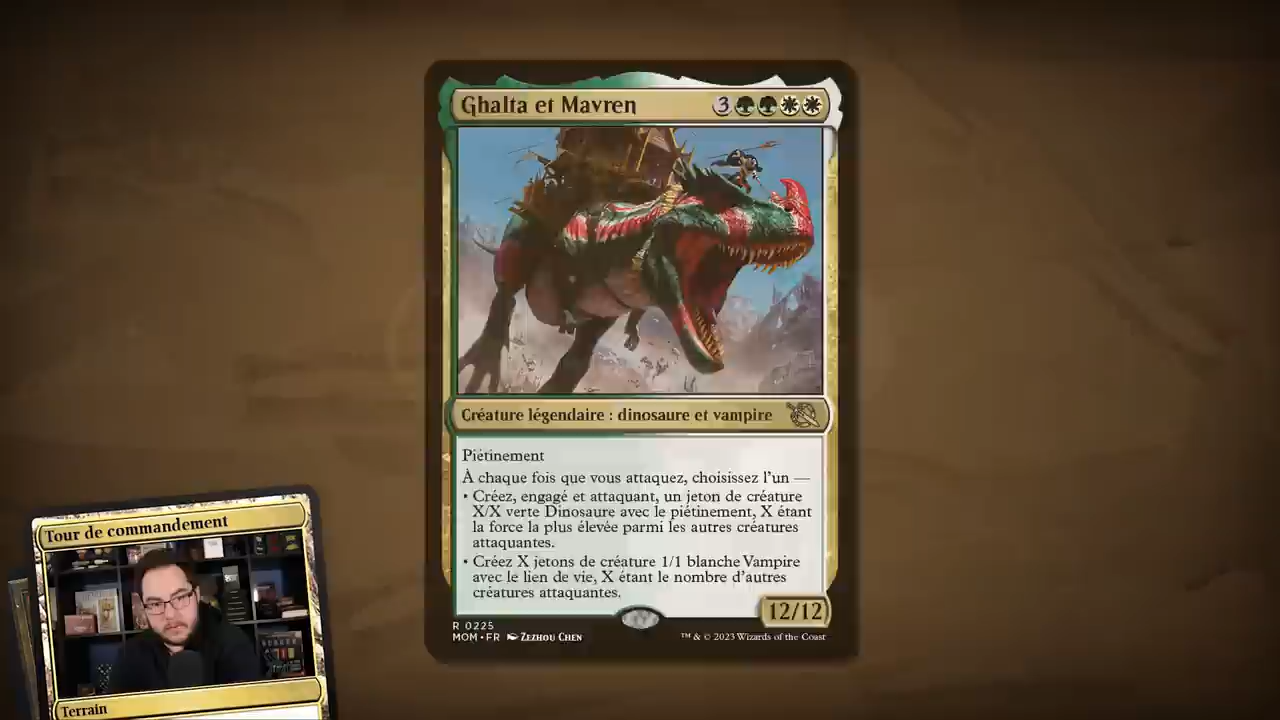 Ghalta et Mavren
3
Créature légendaire : dinosaure et vampire
Piétinement
À chaque fois que vous attaquez, choisissez l'un —
• Créez, engagé et attaquant, un jeton de créature
X/X verte Dinosaure avec le piétinement, X étant
la force la plus élevée parmi les autres créatures
attaquantes.
• Créez X jetons de créature 1/1 blanche Vampire
avec le lien de vie, X étant le nombre d'autres
créatures attaquantes.
12/12
R 0225
MOM • FR Zezhou Chen
™ & © 2023 Wizards of the Coast
Tour de commandement
Terrain